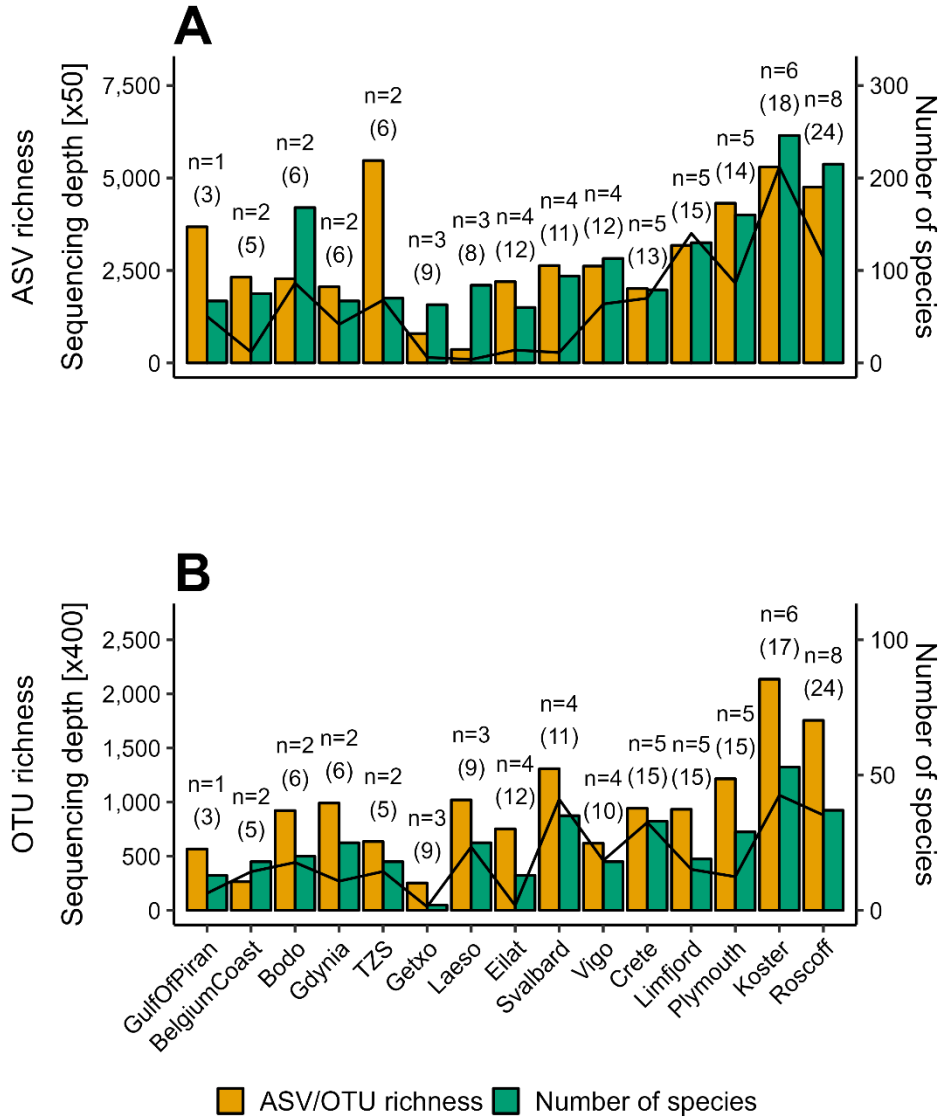 A
ASV richness
Sequencing depth [x50]
Number of species
7,500
5,000
2,500
0
300
200
100
0
n=1
(3)
n=2
(5)
n=2
(6)
n=2
(6)
n=2
(6)
n=3
(9)
n=3
(8)
n=4
(12)
n=4
(11)
n=4
(12)
n=5
(13)
n=5
(15)
n=5
(14)
n=6
(18)
n=8
(24)
B
OTU richness
Sequencing depth [x400]
Number of species
2,500
2,000
1,500
1,000
500
0
100
50
0
n=1
(3)
n=2
(5)
n=2
(6)
n=2
(6)
n=2
(5)
n=3
(9)
n=3
(9)
n=4
(12)
n=4
(11)
n=4
(10)
n=5
(15)
n=5
(15)
n=5
(15)
n=6
(17)
n=8
(24)
GulfOfPiran
BelgiumCoast
Bodo
Gdynia
TZS
Getxo
Laeso
Eilat
Svalbard
Vigo
Crete
Limfjord
Plymouth
Koster
Roscoff
ASV/OTU richness
Number of species